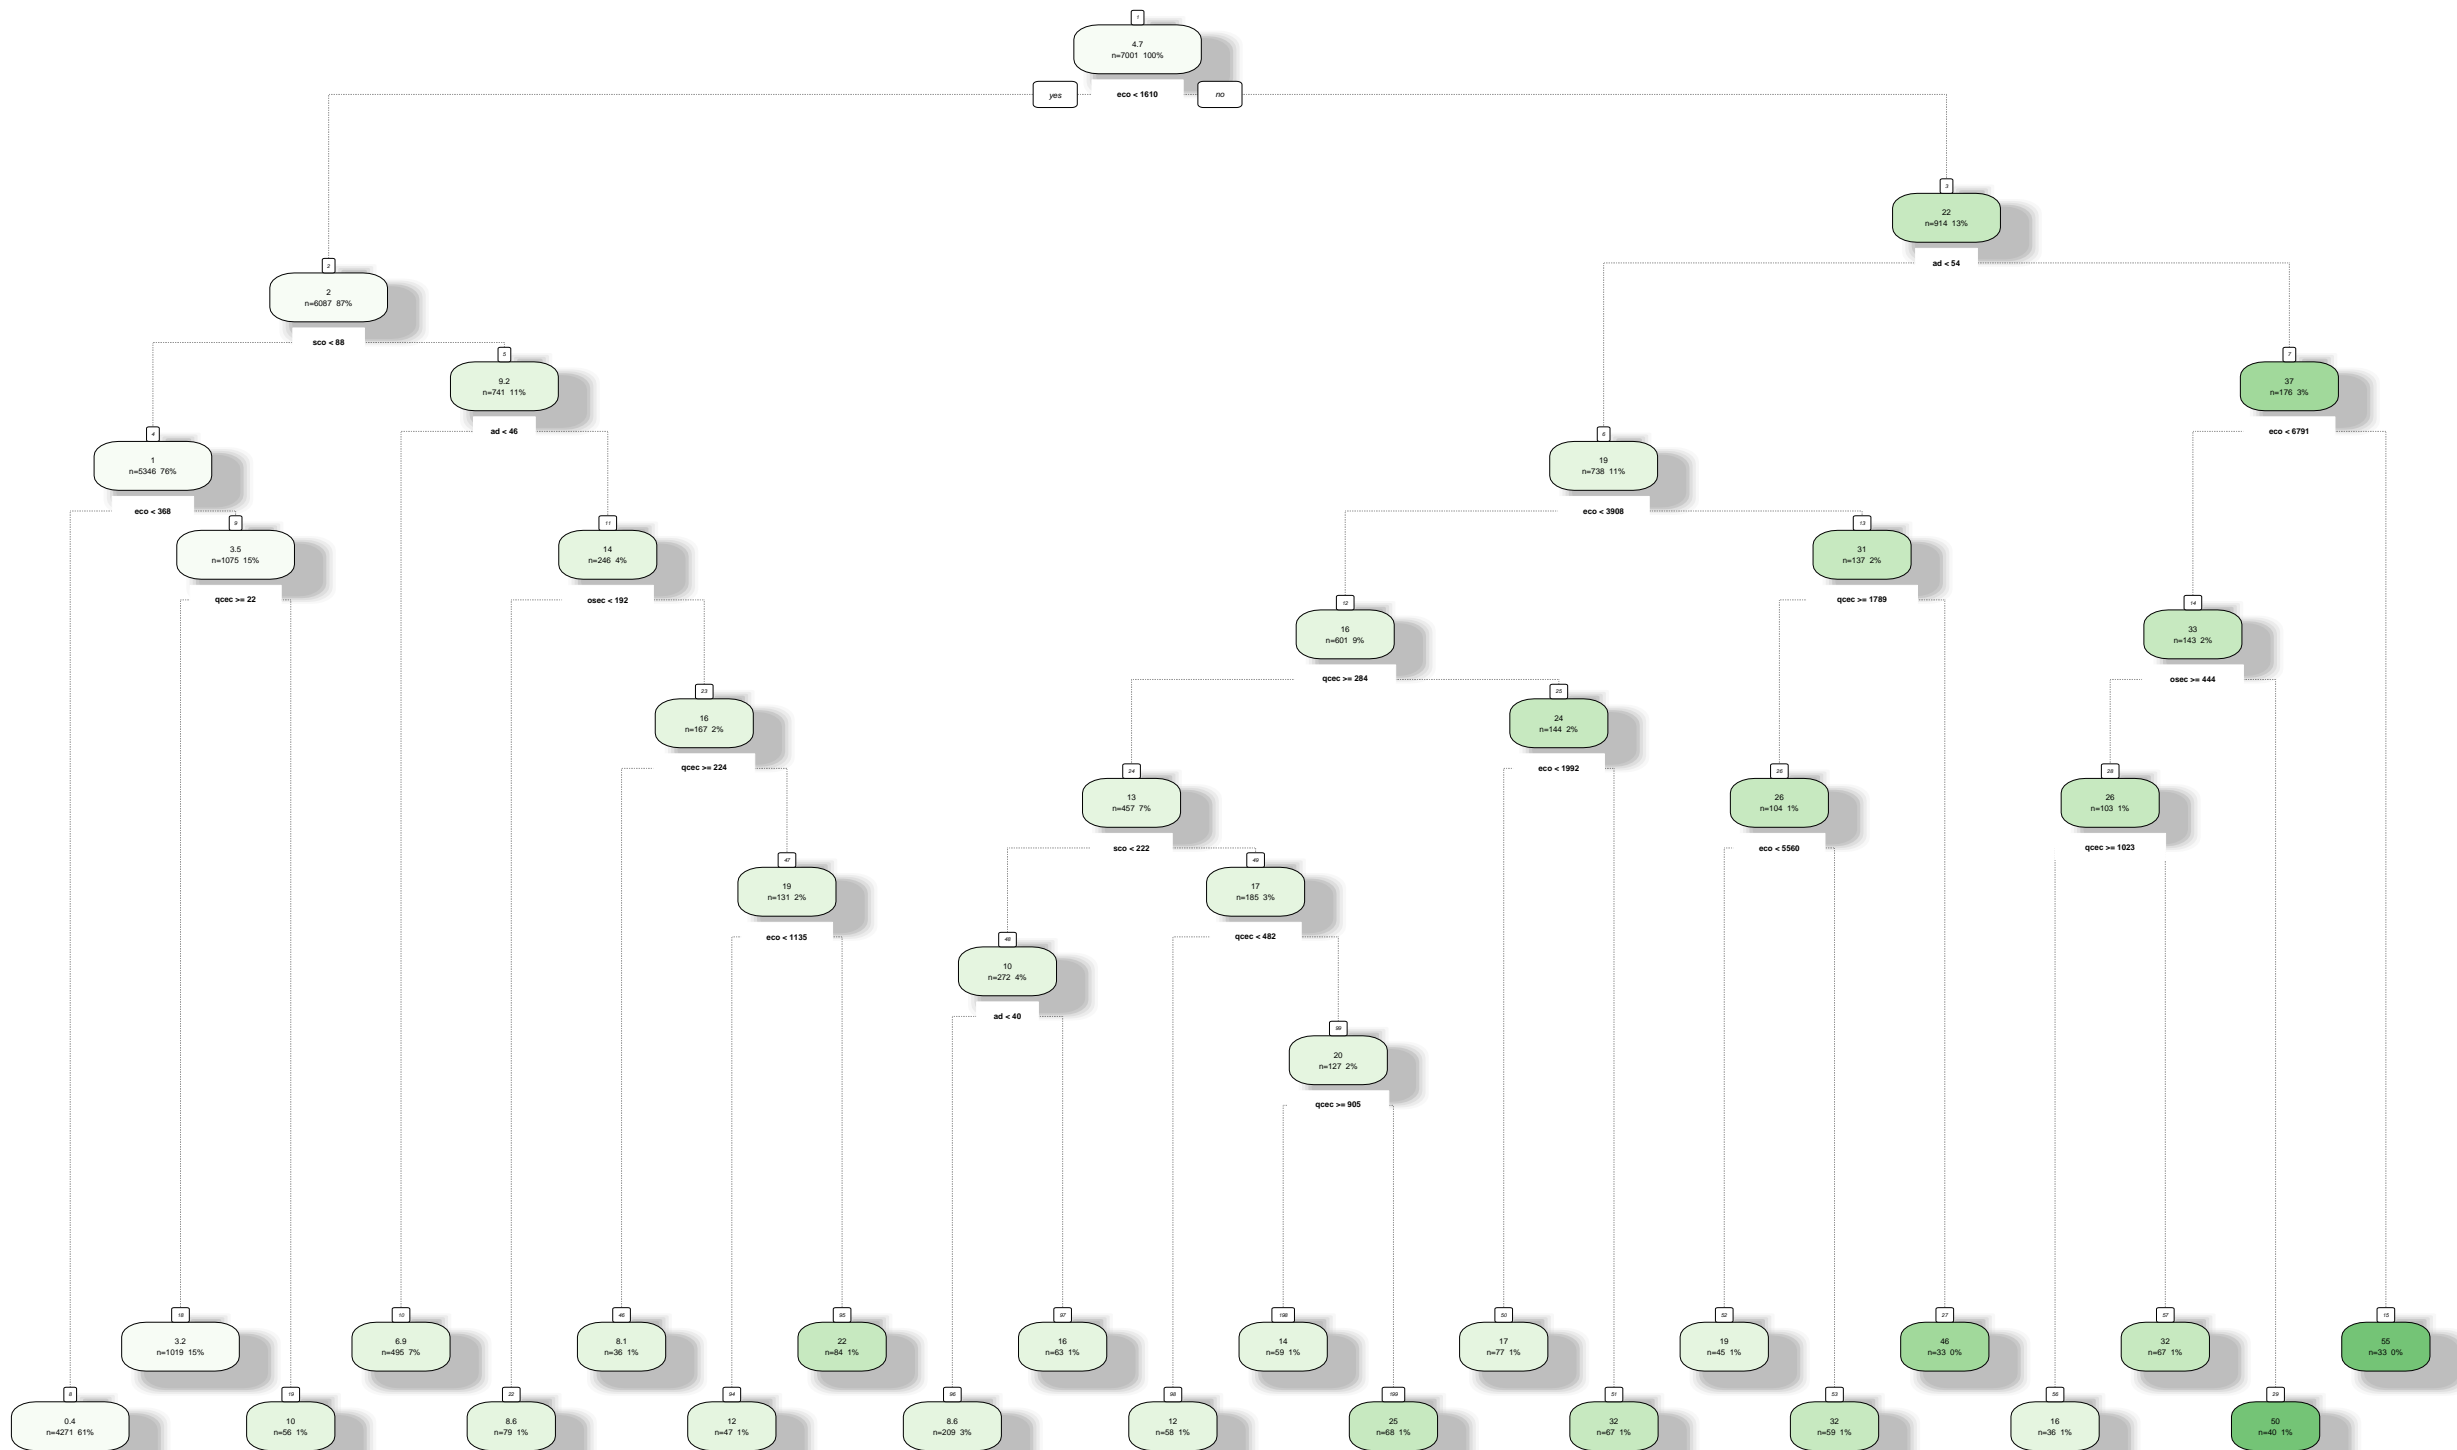 1
4.7
n=7001 100%
yes
eco < 1610
no
3
22
n=914 13%
ad < 54
2
2
n=6087 87%
sco < 88
5
9.2
n=741 11%
ad < 46
7
37
n=176 3%
eco < 6791
4
1
n=5346 76%
eco < 368
6
19
n=738 11%
eco < 3908
9
3.5
n=1075 15%
qcec >= 22
11
14
n=246 4%
osec < 192
13
31
n=137 2%
qcec >= 1789
12
16
n=601 9%
qcec >= 284
14
33
n=143 2%
osec >= 444
23
16
n=167 2%
qcec >= 224
25
24
n=144 2%
eco < 1992
24
13
n=457 7%
sco < 222
26
26
n=104 1%
eco < 5560
28
26
n=103 1%
qcec >= 1023
47
19
n=131 2%
eco < 1135
49
17
n=185 3%
qcec < 482
48
10
n=272 4%
ad < 40
99
20
n=127 2%
qcec >= 905
18
3.2
n=1019 15%
10
6.9
n=495 7%
46
8.1
n=36 1%
95
22
n=84 1%
97
16
n=63 1%
198
14
n=59 1%
50
17
n=77 1%
52
19
n=45 1%
27
46
n=33 0%
57
32
n=67 1%
15
55
n=33 0%
8
0.4
n=4271 61%
19
10
n=56 1%
22
8.6
n=79 1%
94
12
n=47 1%
96
8.6
n=209 3%
98
12
n=58 1%
199
25
n=68 1%
51
32
n=67 1%
53
32
n=59 1%
56
16
n=36 1%
29
50
n=40 1%